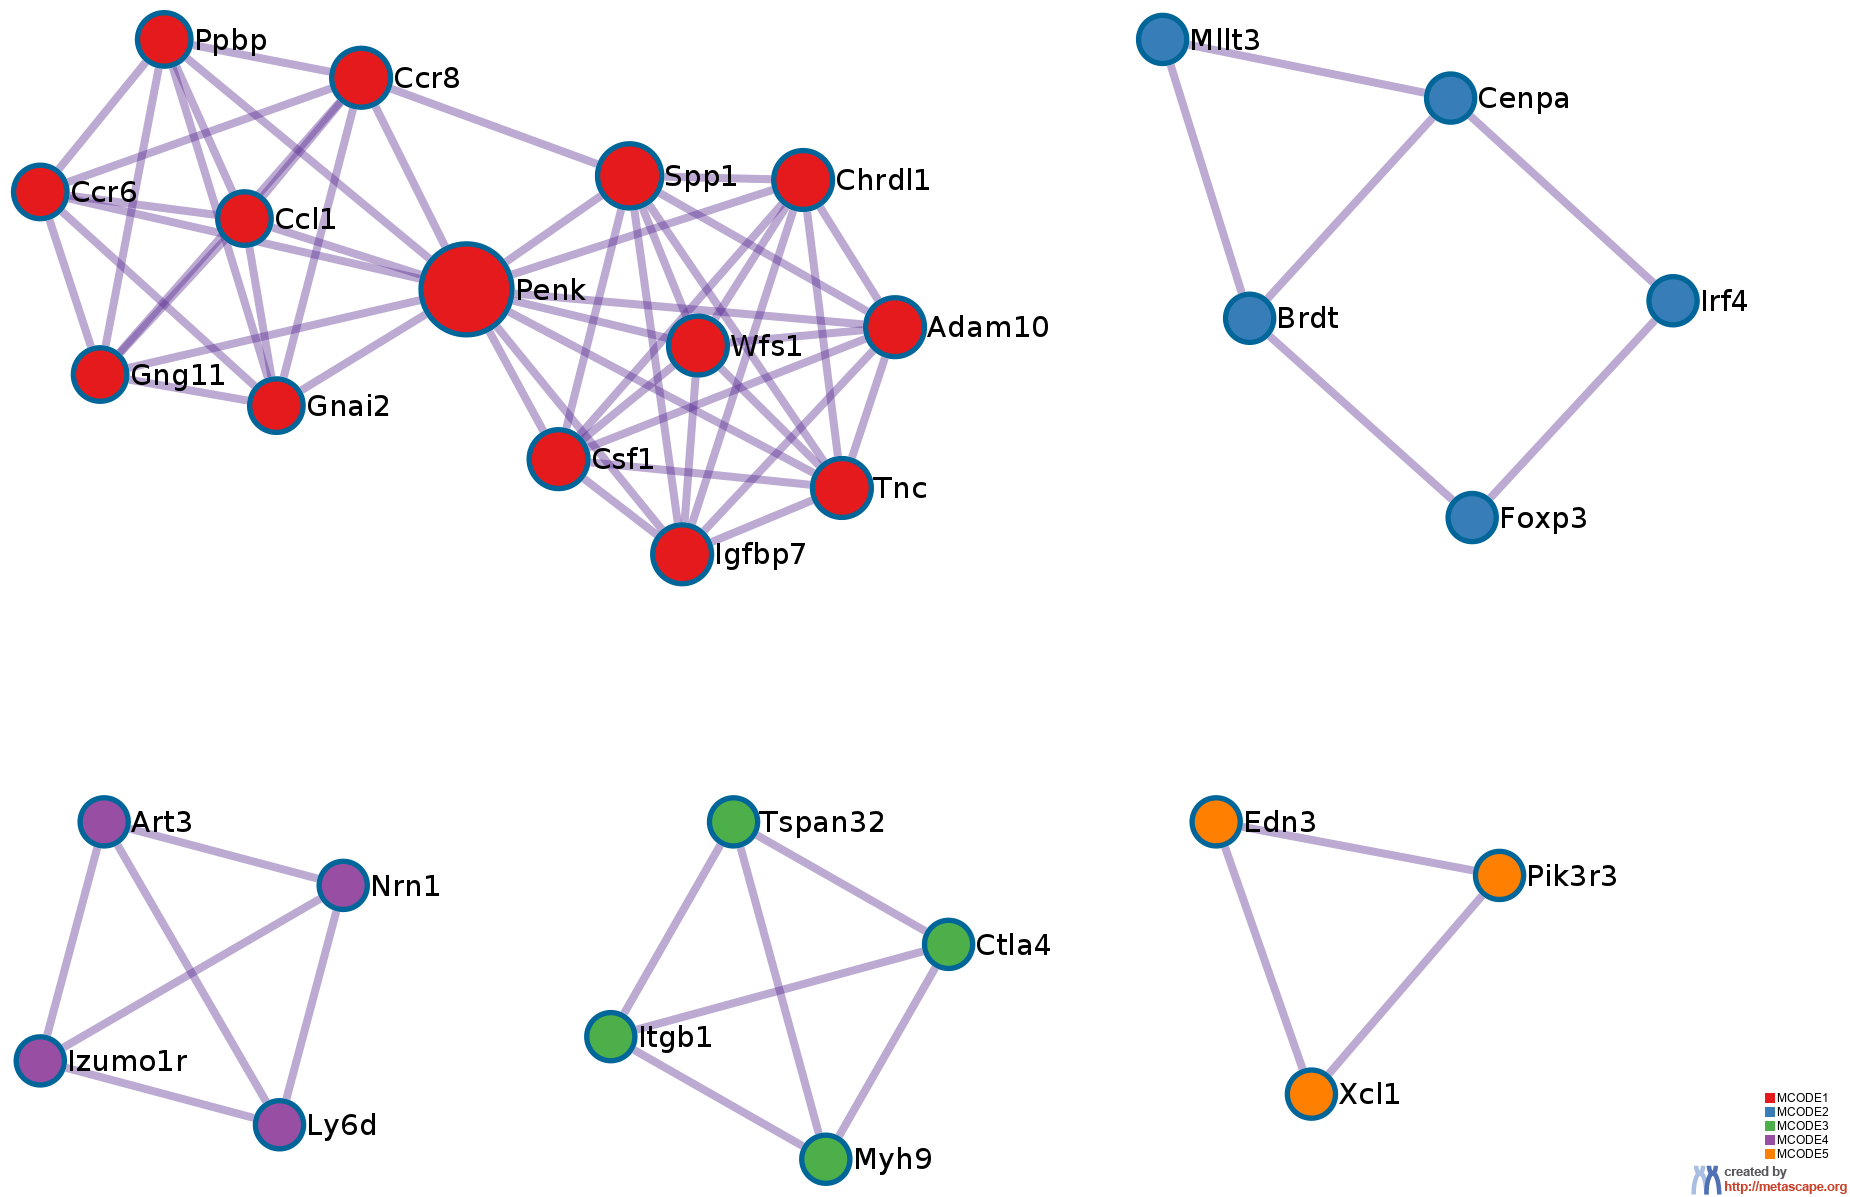 Ppbp
Ccr8
Ccr6
Ccl1
Spp1
Chrdl1
Penk
Adam10
Wfs1
Gng11
Gnai2
Csf1
Tnc
Igfbp7
Mllt3
Cenpa
Irf4
Brdt
Foxp3
Art3
Nrn1
Izumo1r
Ly6d
Tspan32
Ctla4
Itgb1
Myh9
Edn3
Pik3r3
Xcl1
MCODE1
MCODE2
MCODE3
MCODE4
MCODE5
created by
http://metascape.org